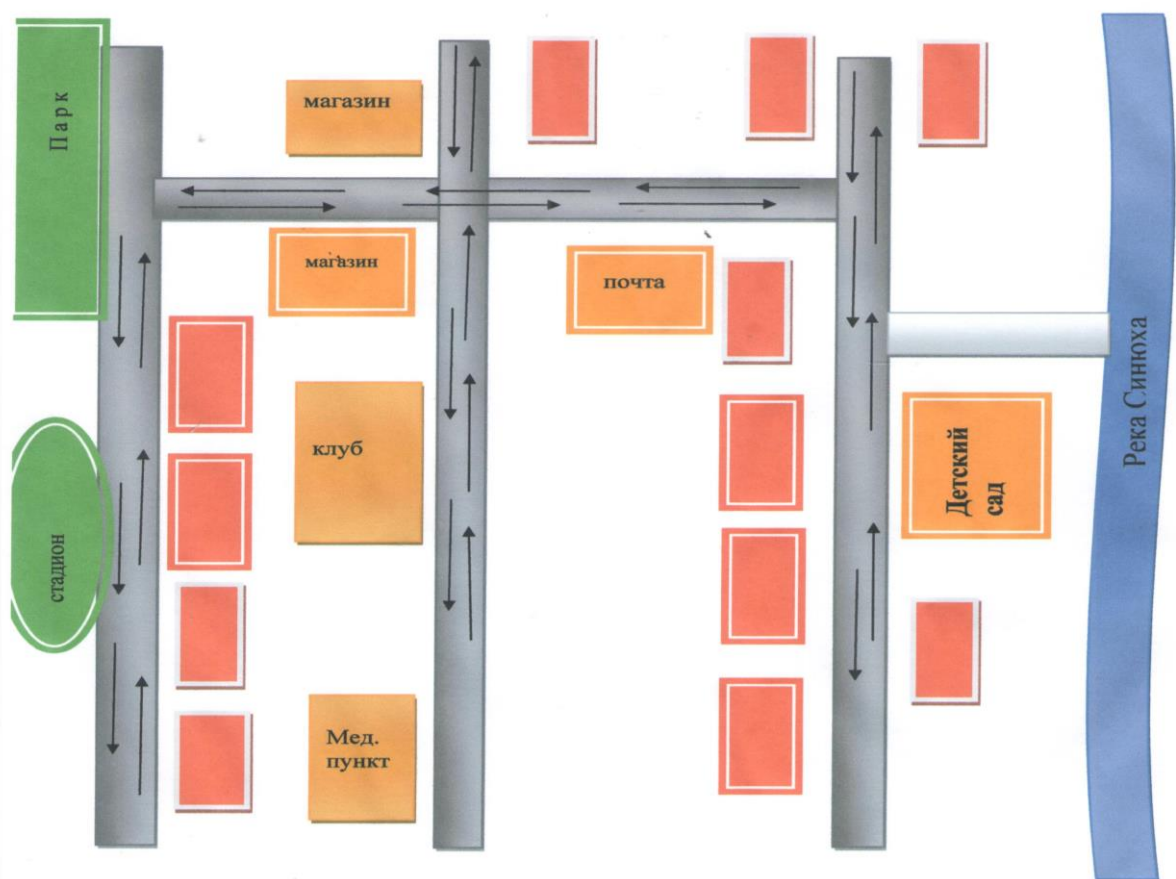 Парк
магазин
магазин
почта
клуб
стадион
Детский
сад
Река Синюха
Мед.
пункт